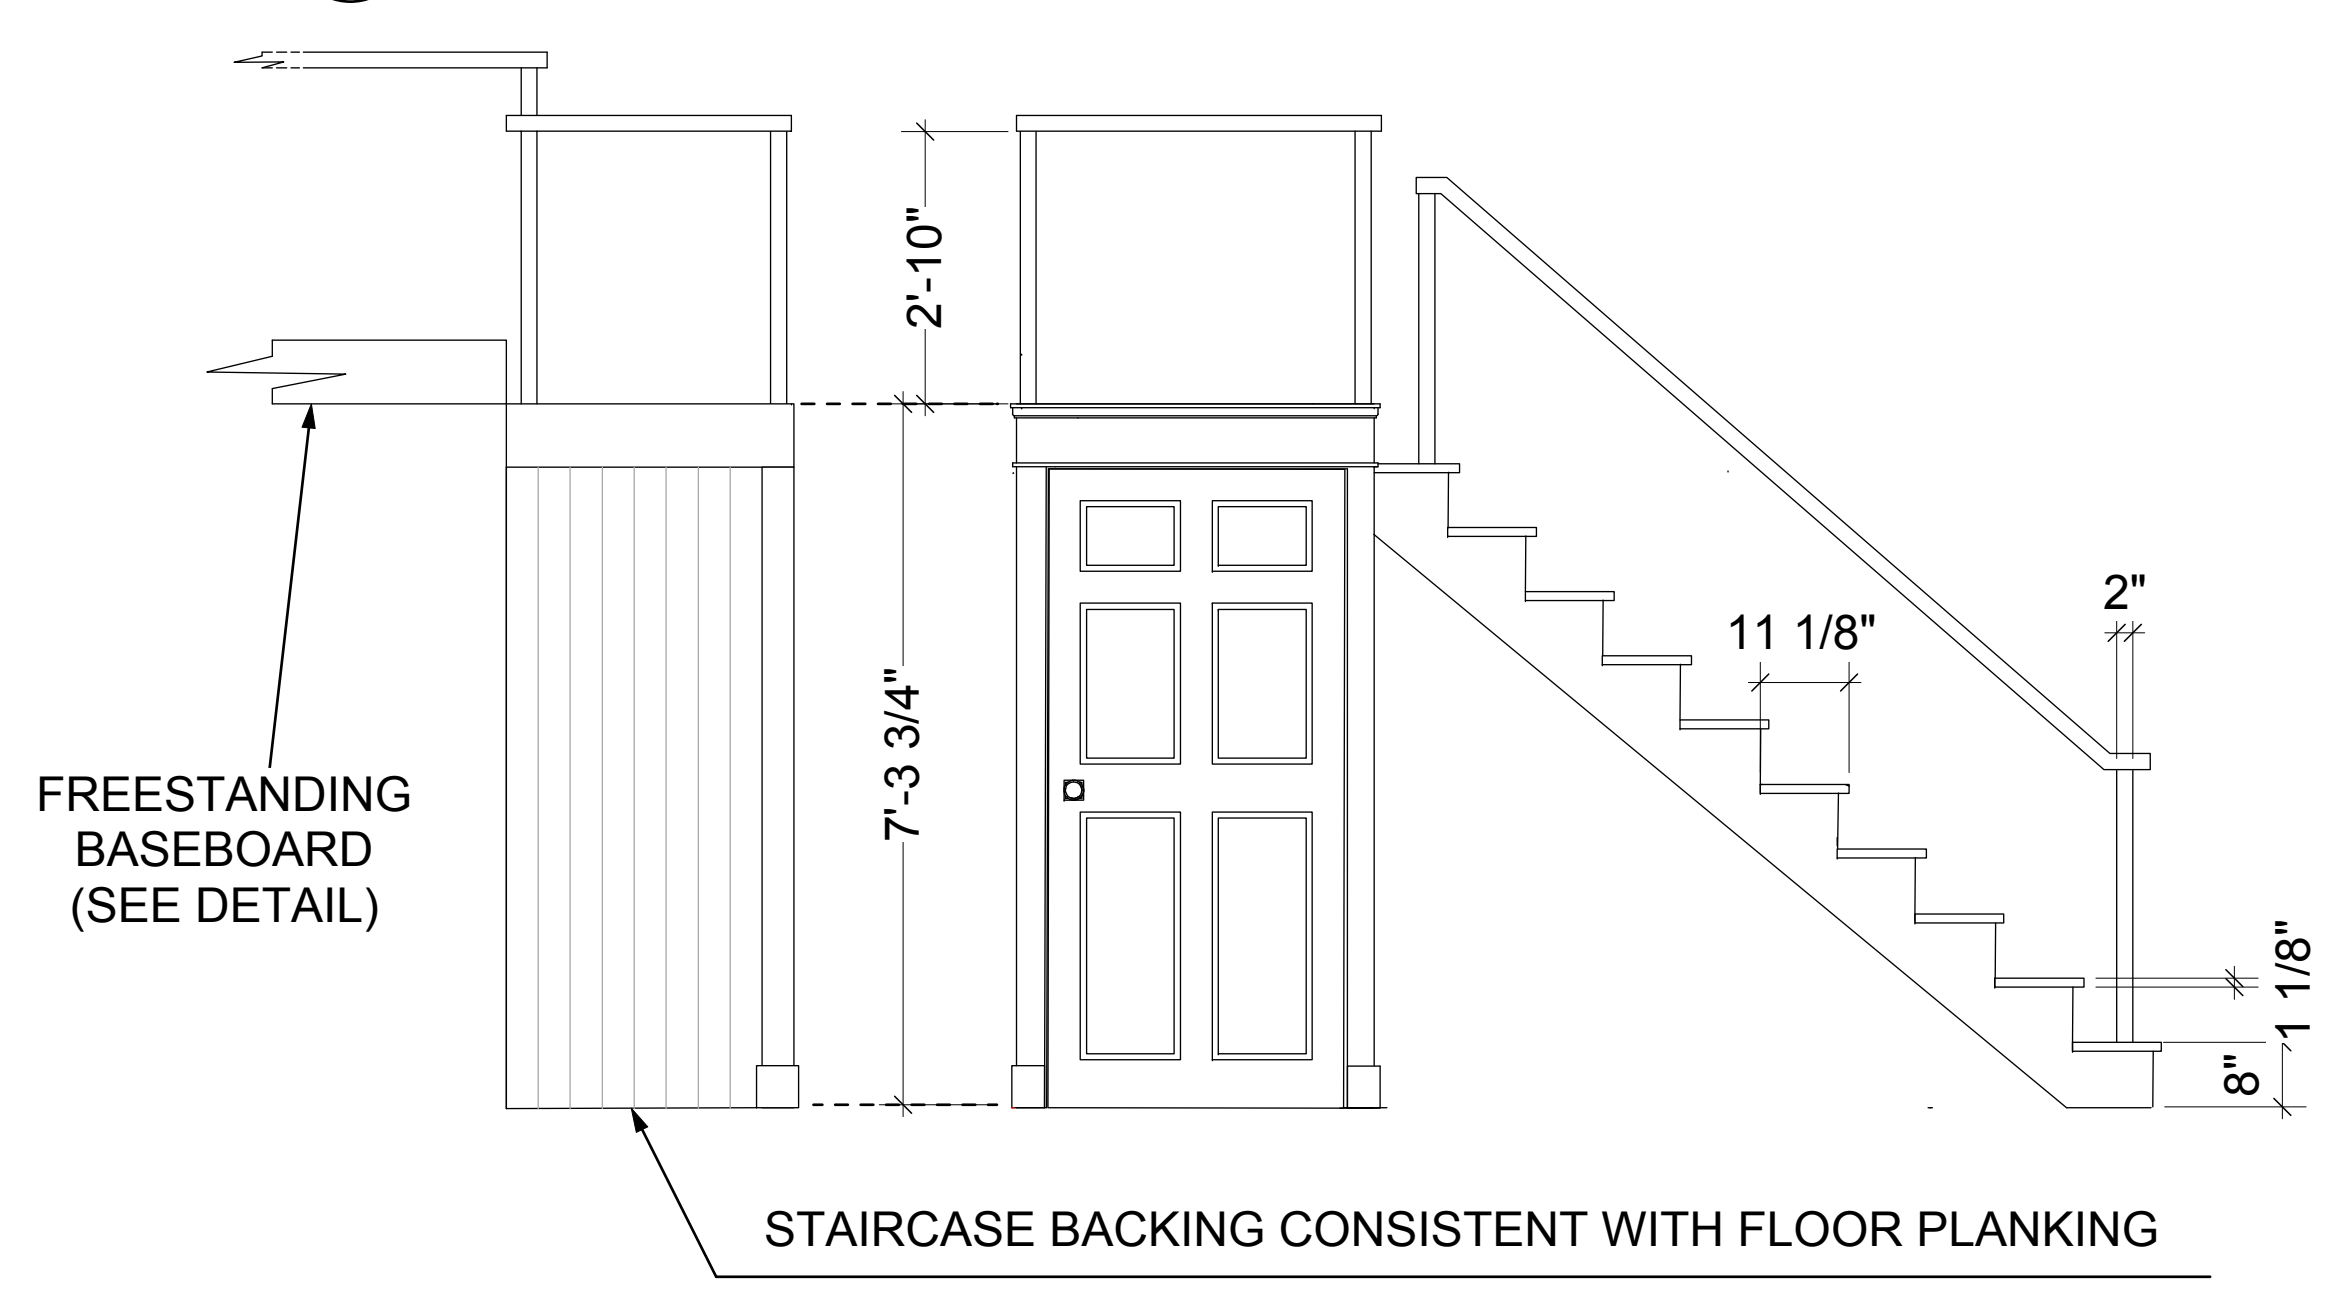 2'-10"
7'-3 3/4"
11 1/8"
2"
1 1/8"
8"
FREESTANDING
BASEBOARD
(SEE DETAIL)
STAIRCASE BACKING CONSISTENT WITH FLOOR PLANKING